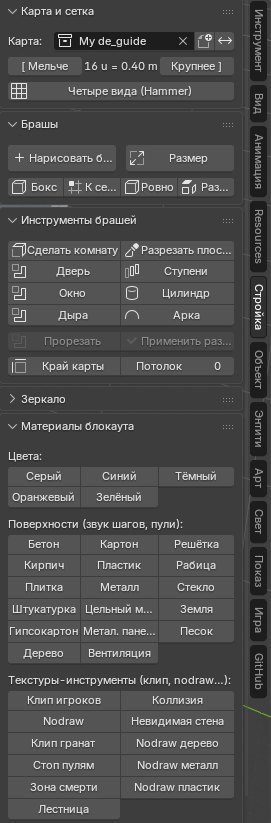 Карта и сетка
Карта: My de_guide
[ Мельче 16 u = 0.40 m Крупнее ]
Четыре вида (Hammer)
Брашы
Нарисовать б... Размер
Бокс К се... Ровно Раз...
Инструменты брашей
Сделать комнату Разрезать плос...
Дверь Ступени
Окно Цилиндр
Дыра Арка
Прорезать Применить раз...
Край карты Потолок 0
Зеркало
Материалы блокаута
Цвета:
Серый Синий Тёмный
Оранжевый Зелёный
Поверхности (звук шагов, пули):
Бетон Картон Решётка
Кирпич Пластик Рабица
Плитка Металл Стекло
Штукатурка Цельный м... Земля
Гипсокартон Метал. пане... Песок
Дерево Вентиляция
Текстуры-инструменты (клип, nodraw...):
Клип игроков Коллизия
Nodraw Невидимая стена
Клип гранат Nodraw дерево
Стоп пулям Nodraw металл
Зона смерти Nodraw пластик
Лестница
Инструмент
Вид
Анимация
Resources
Стройка
Объект
Энтити
Арт
Свет
Показ
Игра
GitHub